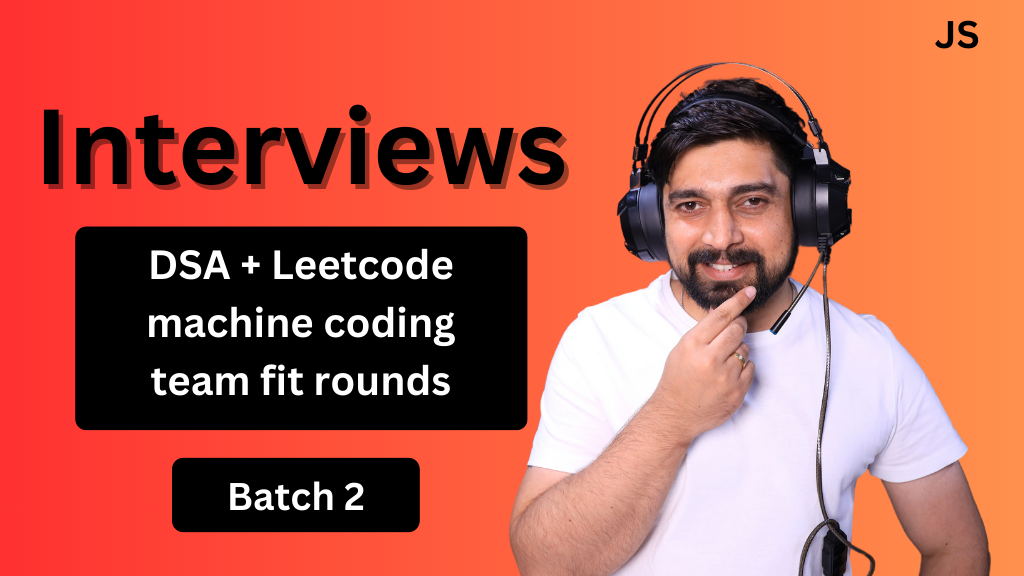 JS
Interviews
DSA + Leetcode
machine coding
team fit rounds
Batch 2